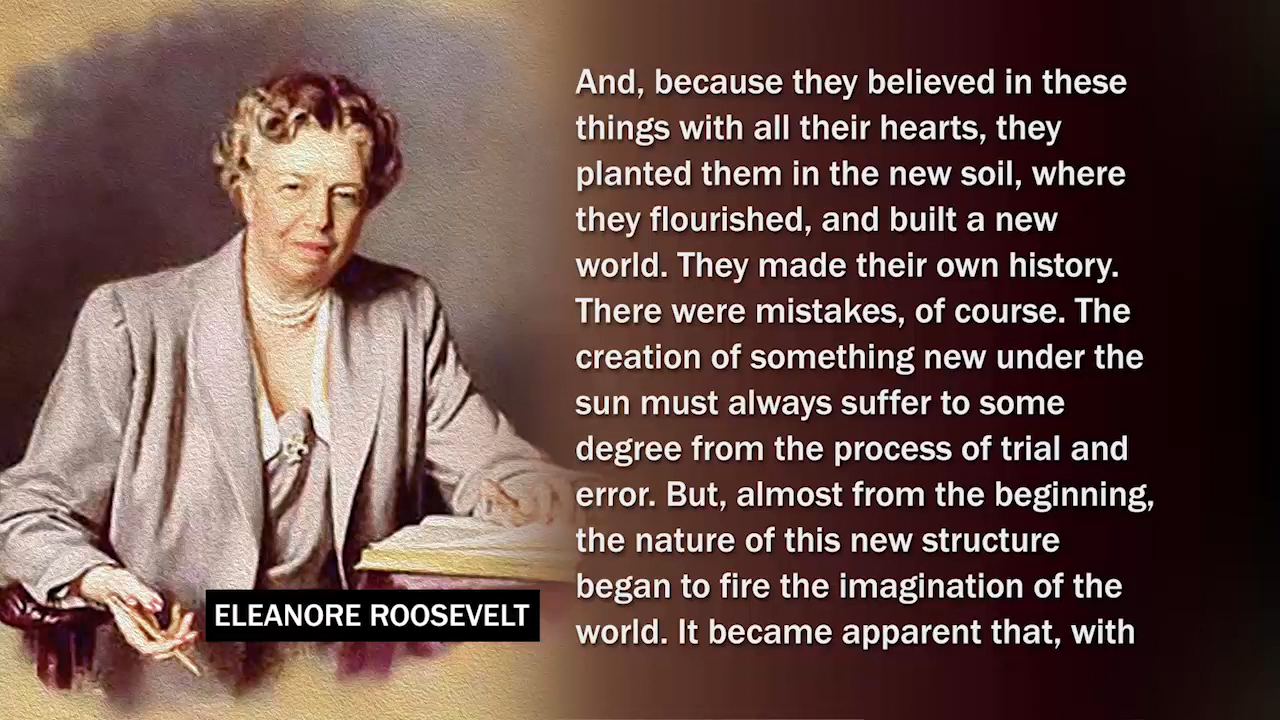 And, because they believed in these
things with all their hearts, they
planted them in the new soil, where
they flourished, and built a new
world. They made their own history.
There were mistakes, of course. The
creation of something new under the
sun must always suffer to some
degree from the process of trial and
error. But, almost from the beginning,
the nature of this new structure
began to fire the imagination of the
world. It became apparent that, with
ELEANORE ROOSEVELT